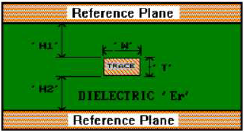 Reference Plane
' H1'
' W'
TRACE
' T'
' H2'
DIELECTRIC ' Er'
Reference Plane